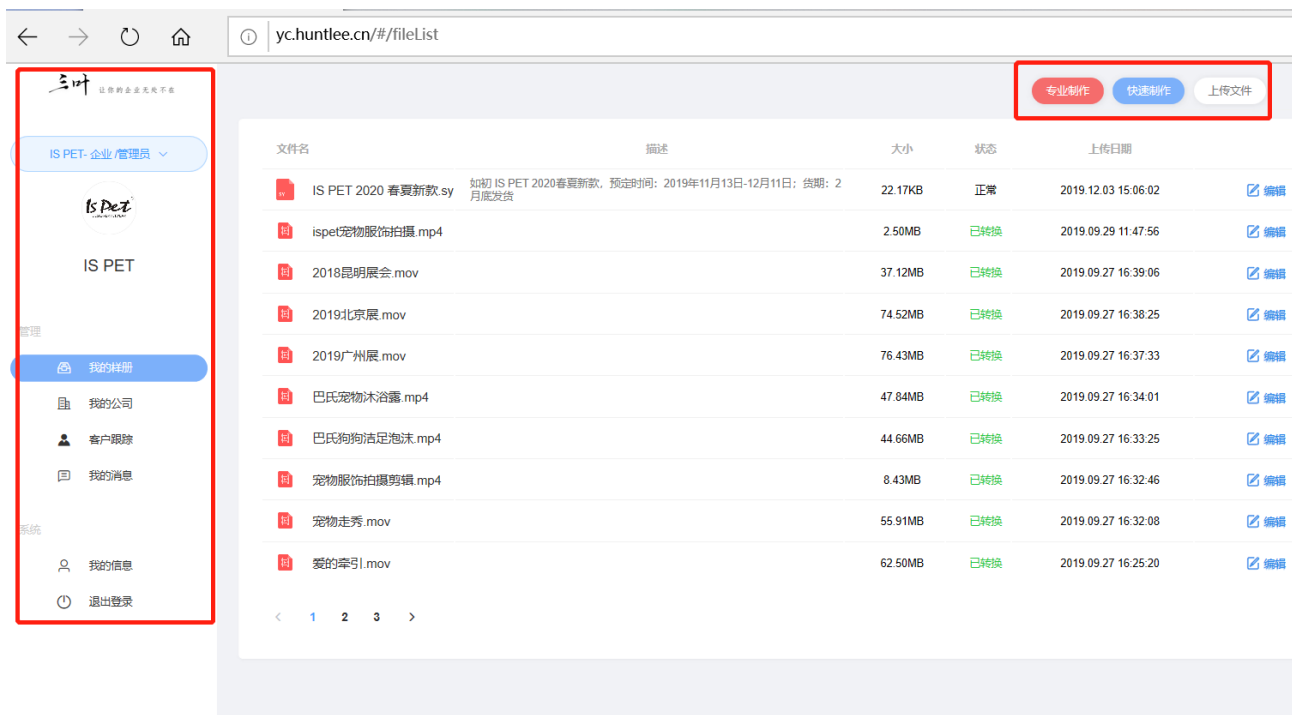 yc.huntlee.cn/#/fileList
三叶 让你的企业无处不在
专业制作 快速制作 上传文件
IS PET- 企业 /管理员
Is Pet
IS PET
管理
我的样册
我的公司
客户跟踪
我的消息
系统
我的信息
退出登录
文件名 描述 大小 状态 上传日期
IS PET 2020 春夏新款.sy 如初 IS PET 2020春夏新款，预定时间：2019年11月13日-12月11日；货期：2 22.17KB 正常 2019.12.03 15:06:02 编辑
月底发货
ispet宠物服饰拍摄.mp4 2.50MB 已转换 2019.09.29 11:47:56 编辑
2018昆明展会.mov 37.12MB 已转换 2019.09.27 16:39:06 编辑
2019北京展.mov 74.52MB 已转换 2019.09.27 16:38:25 编辑
2019广州展.mov 76.43MB 已转换 2019.09.27 16:37:33 编辑
巴氏宠物沐浴露.mp4 47.84MB 已转换 2019.09.27 16:34:01 编辑
巴氏狗狗洁足泡沫.mp4 44.66MB 已转换 2019.09.27 16:33:25 编辑
宠物服饰拍摄剪辑.mp4 8.43MB 已转换 2019.09.27 16:32:46 编辑
宠物走秀.mov 55.91MB 已转换 2019.09.27 16:32:08 编辑
爱的牵引.mov 62.50MB 已转换 2019.09.27 16:25:20 编辑
< 1 2 3 >